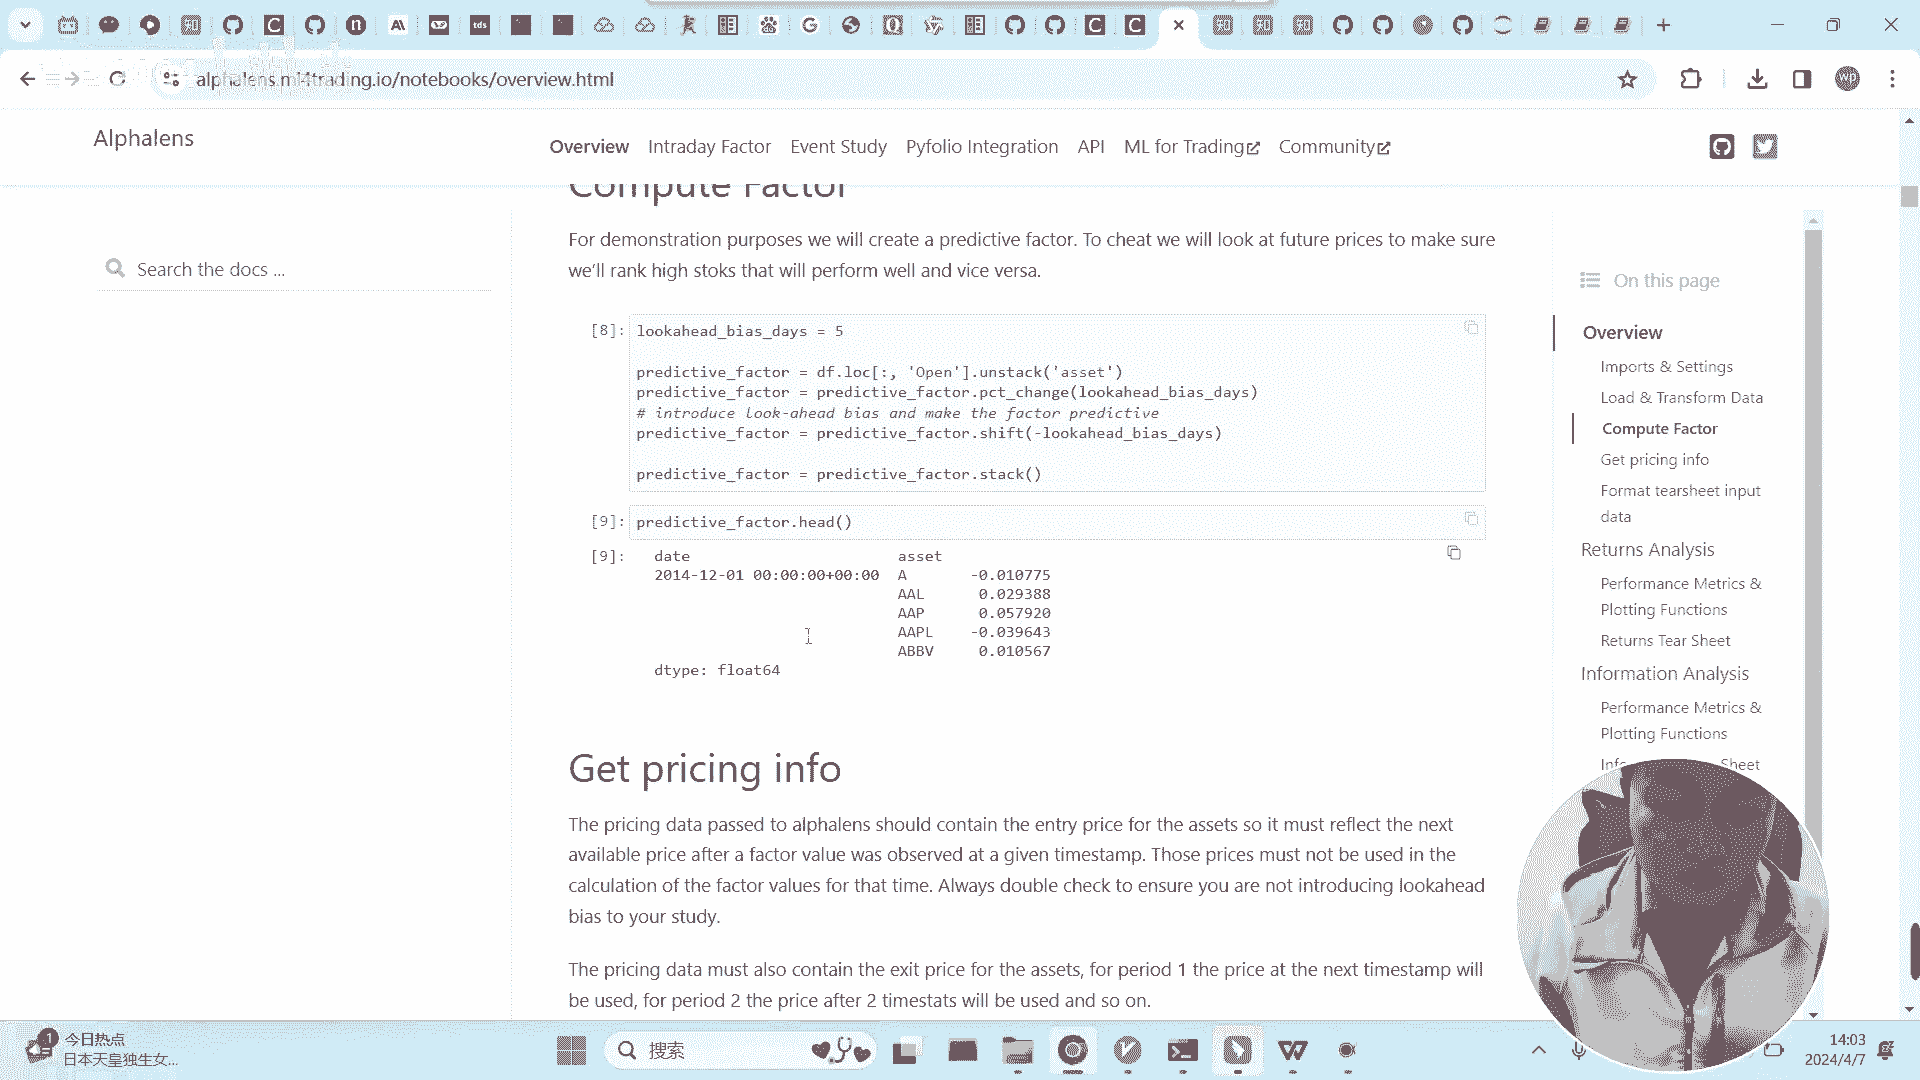 alphalens.ml4trading.io/notebooks/overview.html
Alphalens
Overview Intraday Factor Event Study Pyfolio Integration API ML for Trading Community
Compute Factor
For demonstration purposes we will create a predictive factor. To cheat we will look at future prices to make sure
we'll rank high stoks that will perform well and vice versa.
Search the docs ...
[8]: lookahead_bias_days = 5
predictive_factor = df.loc[:, 'Open'].unstack('asset')
predictive_factor = predictive_factor.pct_change(lookahead_bias_days)
# introduce look-ahead bias and make the factor predictive
predictive_factor = predictive_factor.shift(-lookahead_bias_days)
predictive_factor = predictive_factor.stack()
[9]: predictive_factor.head()
[9]: date asset
2014-12-01 00:00:00+00:00 A -0.010775
AAL 0.029388
AAP 0.057920
AAPL -0.039643
ABBV 0.010567
dtype: float64
Get pricing info
The pricing data passed to alphalens should contain the entry price for the assets so it must reflect the next
available price after a factor value was observed at a given timestamp. Those prices must not be used in the
calculation of the factor values for that time. Always double check to ensure you are not introducing lookahead
bias to your study.
The pricing data must also contain the exit price for the assets, for period 1 the price at the next timestamp will
be used, for period 2 the price after 2 timestats will be used and so on.
On this page
Overview
Imports & Settings
Load & Transform Data
Compute Factor
Get pricing info
Format tearsheet input
data
Returns Analysis
Performance Metrics &
Plotting Functions
Returns Tear Sheet
Information Analysis
Performance Metrics &
Plotting Functions
Sheet
1
今日热点
日本天皇独生女...
搜索
14:03
2024/4/7